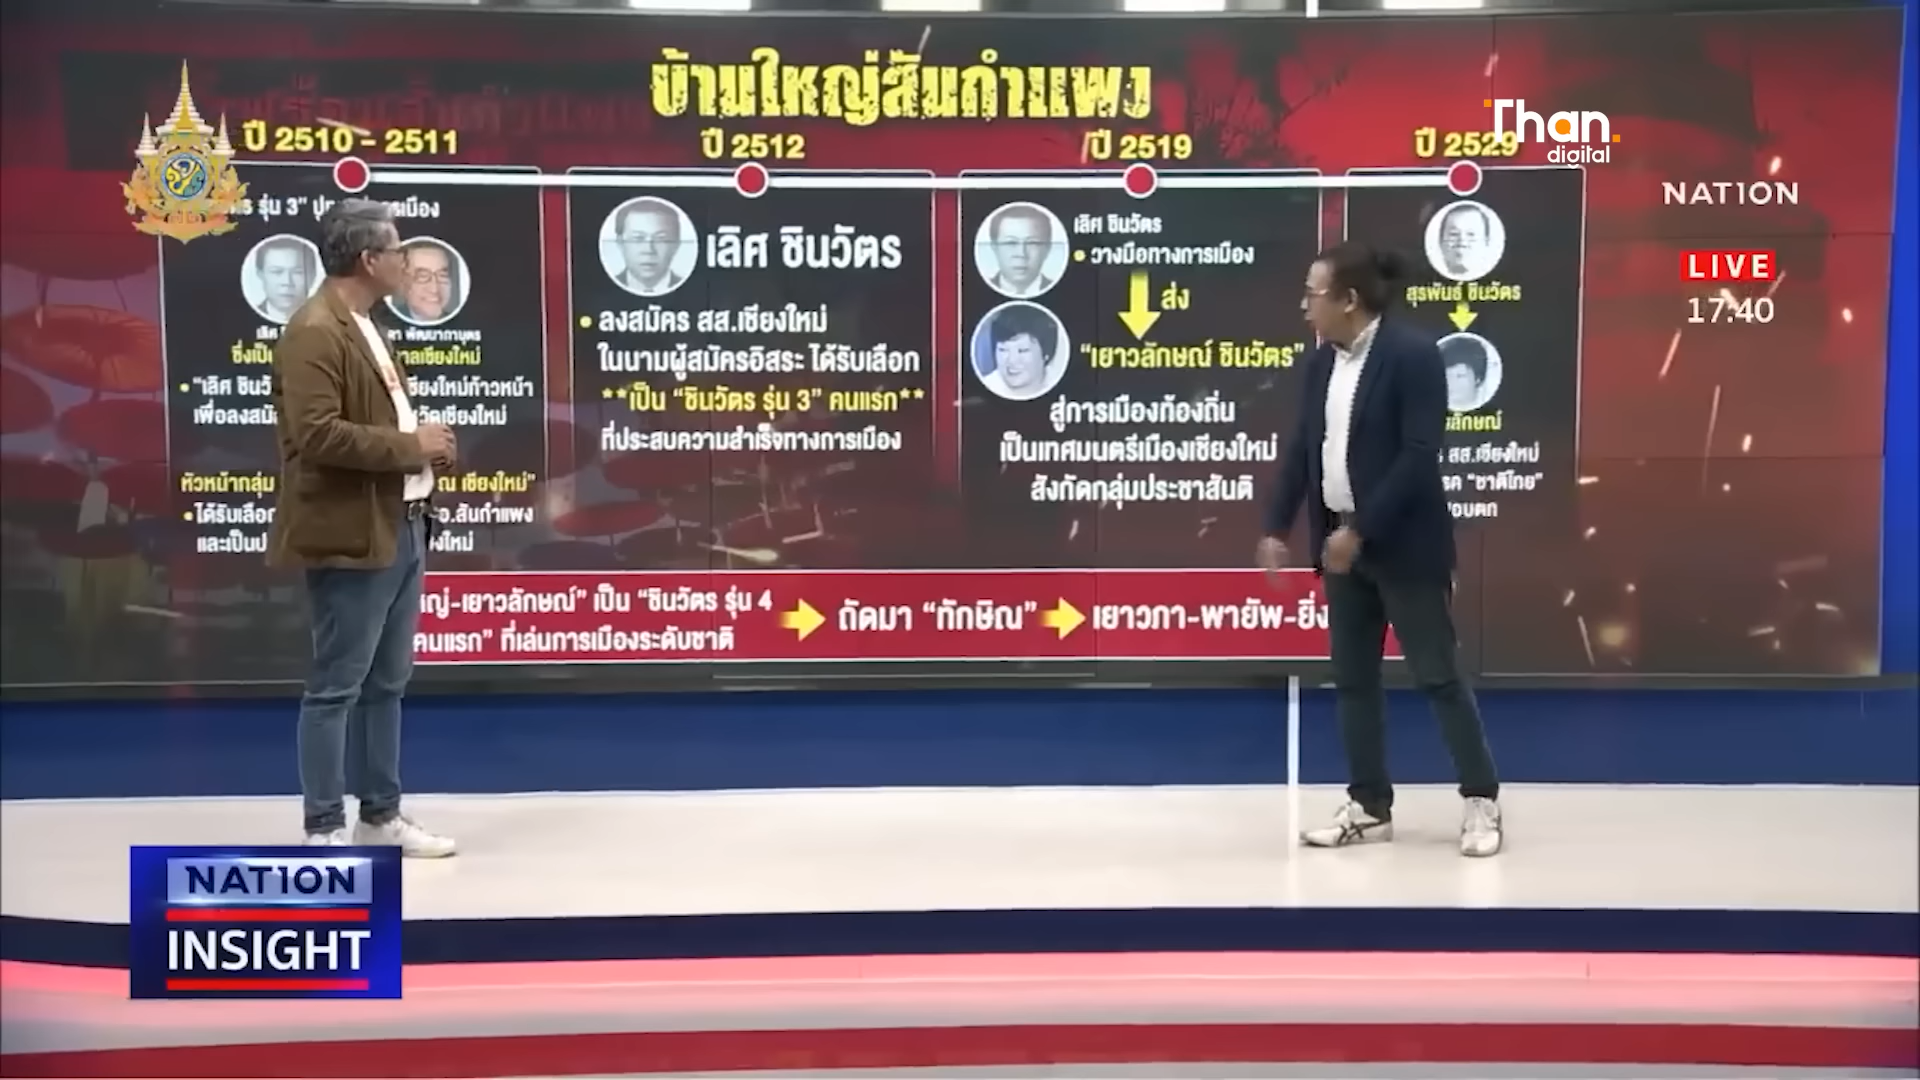 บ้านใหญ่สันกำแพง
Than.
digital
NATION
LIVE
17:40
ปี 2510 - 2511
รุ่น 3"
เชียงใหม่
• "เลิศ
เชียงใหม่ก้าวหน้า
เชียงใหม่
หัวหน้ากลุ่ม
ณ เชียงใหม่"
อ.สันกำแพง
และเป็น
ปี 2512
เลิศ ชินวัตร
• ลงสมัคร สส.เชียงใหม่
ในนามผู้สมัครอิสระ ได้รับเลือก
**เป็น "ชินวัตร รุ่น 3" คนแรก**
ที่ประสบความสำเร็จทางการเมือง
ปี 2519
เลิศ ชินวัตร
• วางมือทางการเมือง
ส่ง
"เยาวลักษณ์ ชินวัตร"
สู่การเมืองท้องถิ่น
เป็นเทศมนตรีเมืองเชียงใหม่
สังกัดกลุ่มประชาสันติ
ปี 2529
สุรพันธ์ ชินวัตร
สส.เชียงใหม่
"ชาติไทย"
สอบตก
เยาวลักษณ์" เป็น "ชินวัตร รุ่น 4
คนแรก" ที่เล่นการเมืองระดับชาติ
ถัดมา "ทักษิณ"
เยาวภา-พายัพ-
NATION
INSIGHT